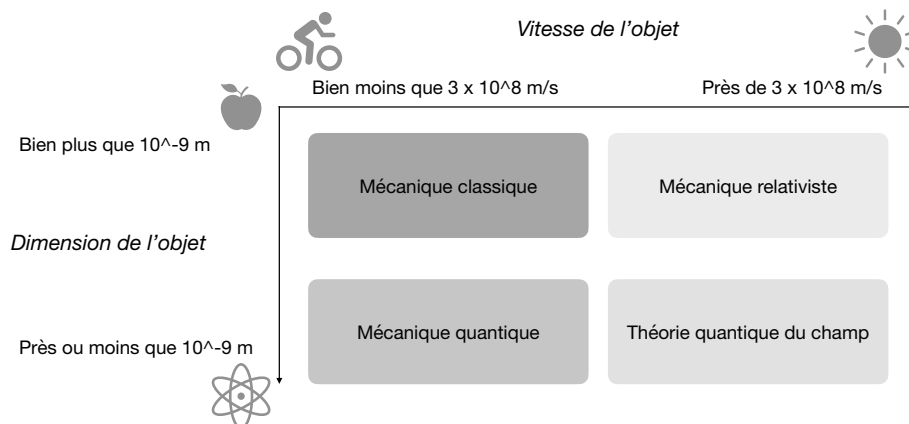 Vitesse de l'objet
Bien moins que 3 x 10^8 m/s
Près de 3 x 10^8 m/s
Bien plus que 10^-9 m
Mécanique classique
Mécanique relativiste
Dimension de l'objet
Près ou moins que 10^-9 m
Mécanique quantique
Théorie quantique du champ